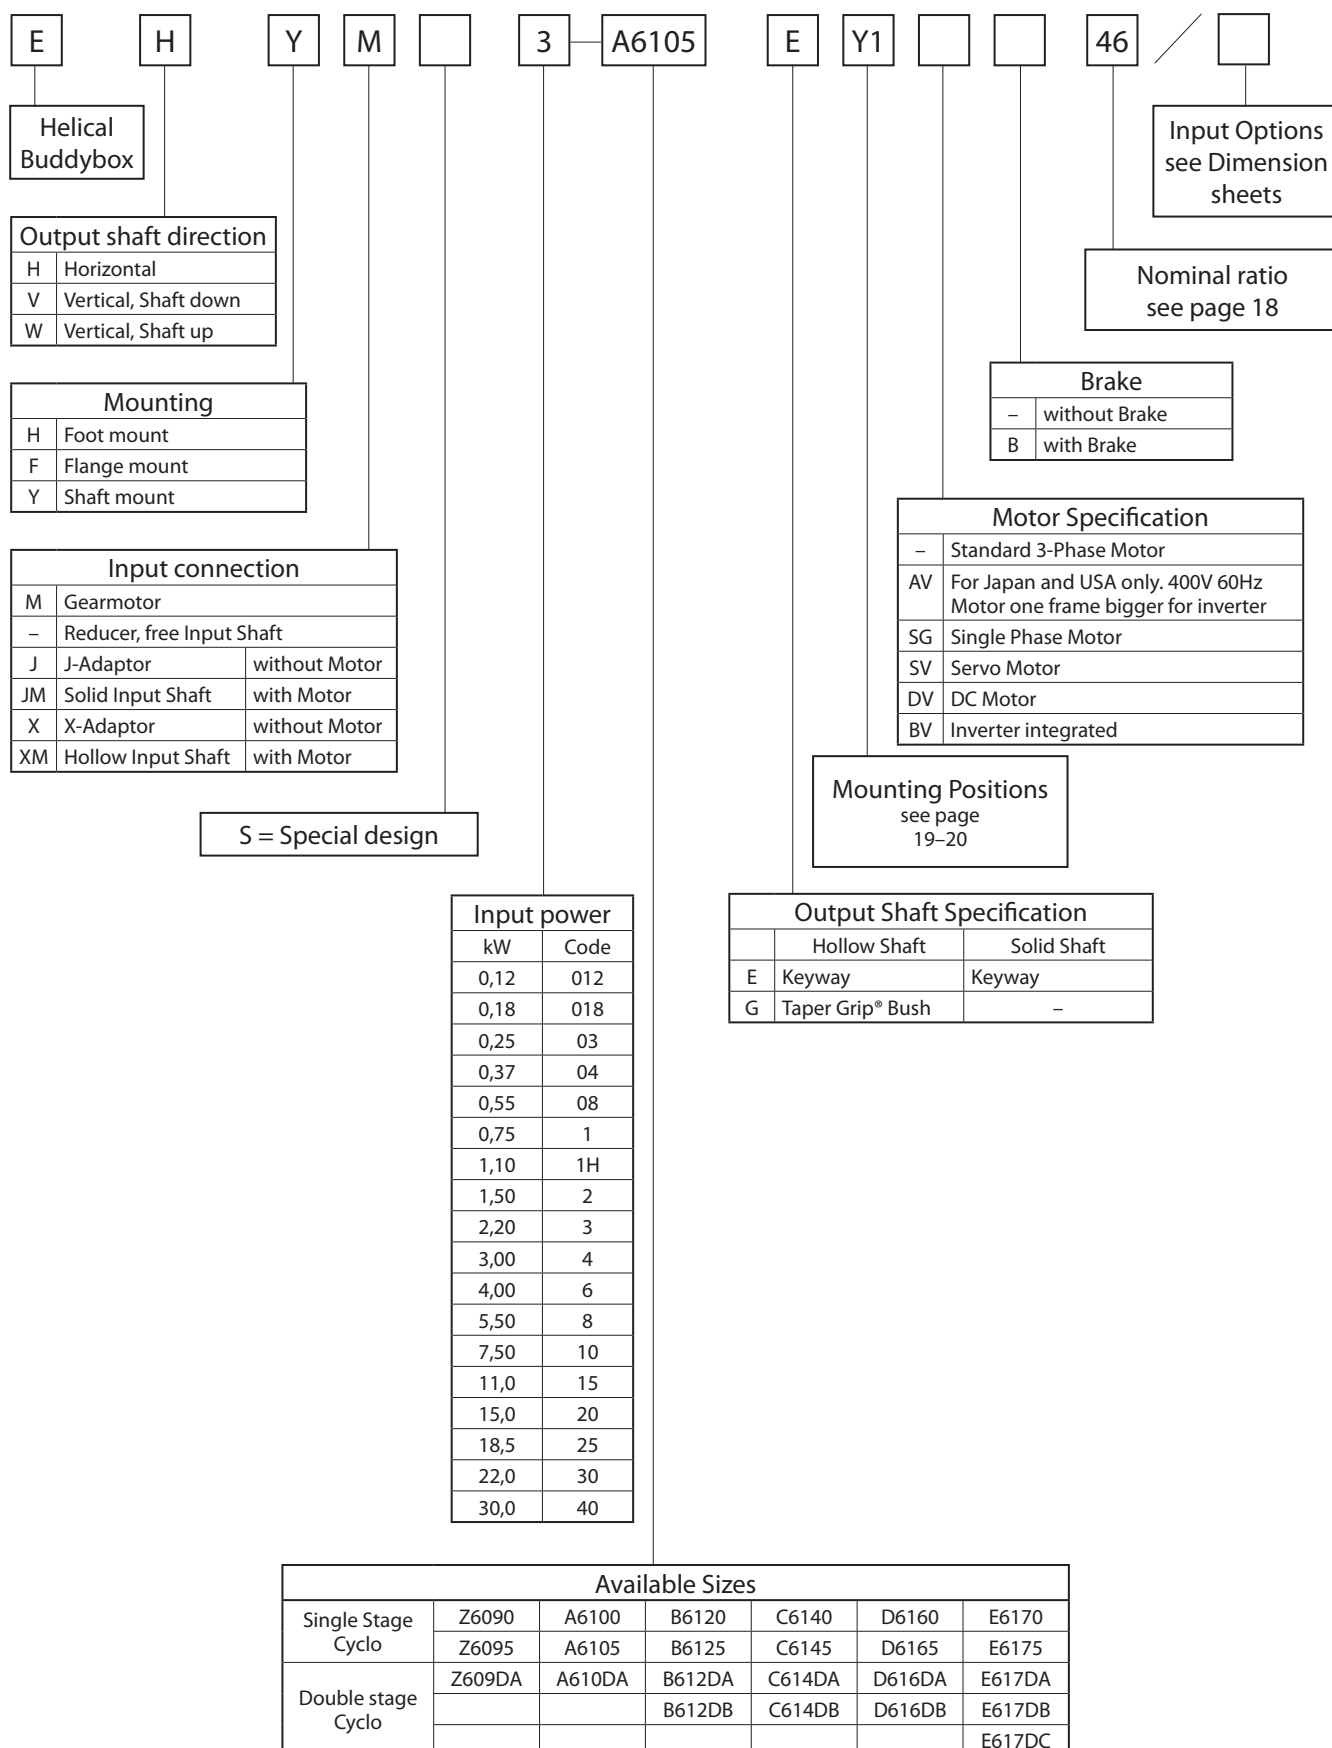 E H Y M 3 A6105 E Y1 46
Helical
Buddybox
Input Options
see Dimension
sheets
Output shaft direction
H Horizontal
V Vertical, Shaft down
W Vertical, Shaft up
Nominal ratio
see page 18
Brake
– without Brake
B with Brake
Mounting
H Foot mount
F Flange mount
Y Shaft mount
Motor Specification
– Standard 3-Phase Motor
AV For Japan and USA only. 400V 60Hz
Motor one frame bigger for inverter
SG Single Phase Motor
SV Servo Motor
DV DC Motor
BV Inverter integrated
Input connection
M Gearmotor
– Reducer, free Input Shaft
J J-Adaptor without Motor
JM Solid Input Shaft with Motor
X X-Adaptor without Motor
XM Hollow Input Shaft with Motor
Mounting Positions
see page
19–20
S = Special design
Input power
kW Code
0,12 012
0,18 018
0,25 03
0,37 04
0,55 08
0,75 1
1,10 1H
1,50 2
2,20 3
3,00 4
4,00 6
5,50 8
7,50 10
11,0 15
15,0 20
18,5 25
22,0 30
30,0 40
Output Shaft Specification
Hollow Shaft Solid Shaft
E Keyway Keyway
G Taper Grip® Bush –
Available Sizes
Single Stage
Cyclo
Z6090 A6100 B6120 C6140 D6160 E6170
Z6095 A6105 B6125 C6145 D6165 E6175
Double stage
Cyclo
Z609DA A610DA B612DA C614DA D616DA E617DA
B612DB C614DB D616DB E617DB
E617DC